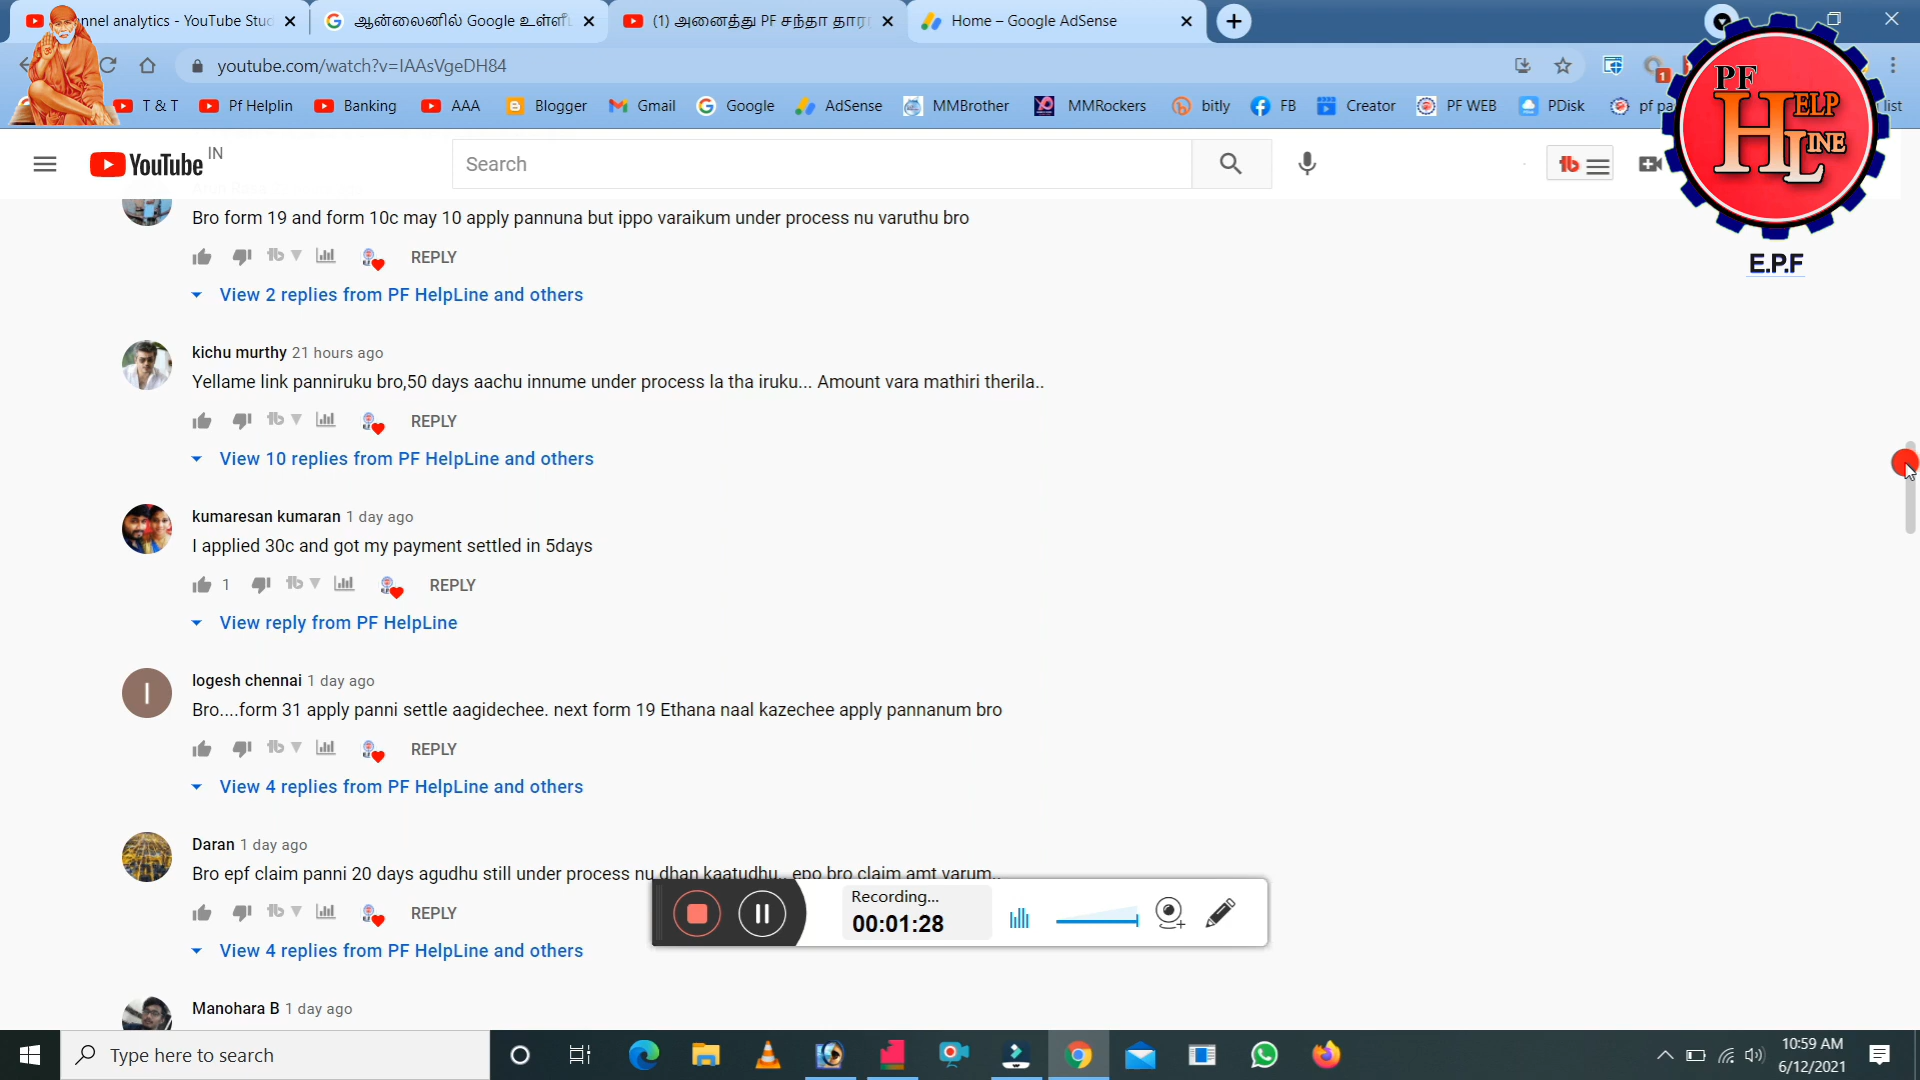 nnel analytics - YouTube Stud
ஆன்லைனில் Google உள்ளீ
(1) அனைத்து PF சந்தா தார
Home – Google AdSense
youtube.com/watch?v=IAAsVgeDH84
1
T & T
Pf Helplin
Banking
AAA
Blogger
Gmail
Google
AdSense
MMBrother
MMRockers
bitly
FB
Creator
PF WEB
PDisk
pf pa
list
PF
HELP
LINE
E.P.F
YouTube IN
Search
Bro form 19 and form 10c may 10 apply pannuna but ippo varaikum under process nu varuthu bro
REPLY
View 2 replies from PF HelpLine and others
kichu murthy 21 hours ago
Yellame link panniruku bro,50 days aachu innume under process la tha iruku... Amount vara mathiri therila..
REPLY
View 10 replies from PF HelpLine and others
kumaresan kumaran 1 day ago
I applied 30c and got my payment settled in 5days
1 REPLY
View reply from PF HelpLine
l
logesh chennai 1 day ago
Bro....form 31 apply panni settle aagidechee. next form 19 Ethana naal kazechee apply pannanum bro
REPLY
View 4 replies from PF HelpLine and others
Daran 1 day ago
Bro epf claim panni 20 days agudhu still under process nu dhan kaatudhu.. epo bro claim amt varum..
REPLY
View 4 replies from PF HelpLine and others
Recording...
00:01:28
Manohara B 1 day ago
Type here to search
10:59 AM
6/12/2021